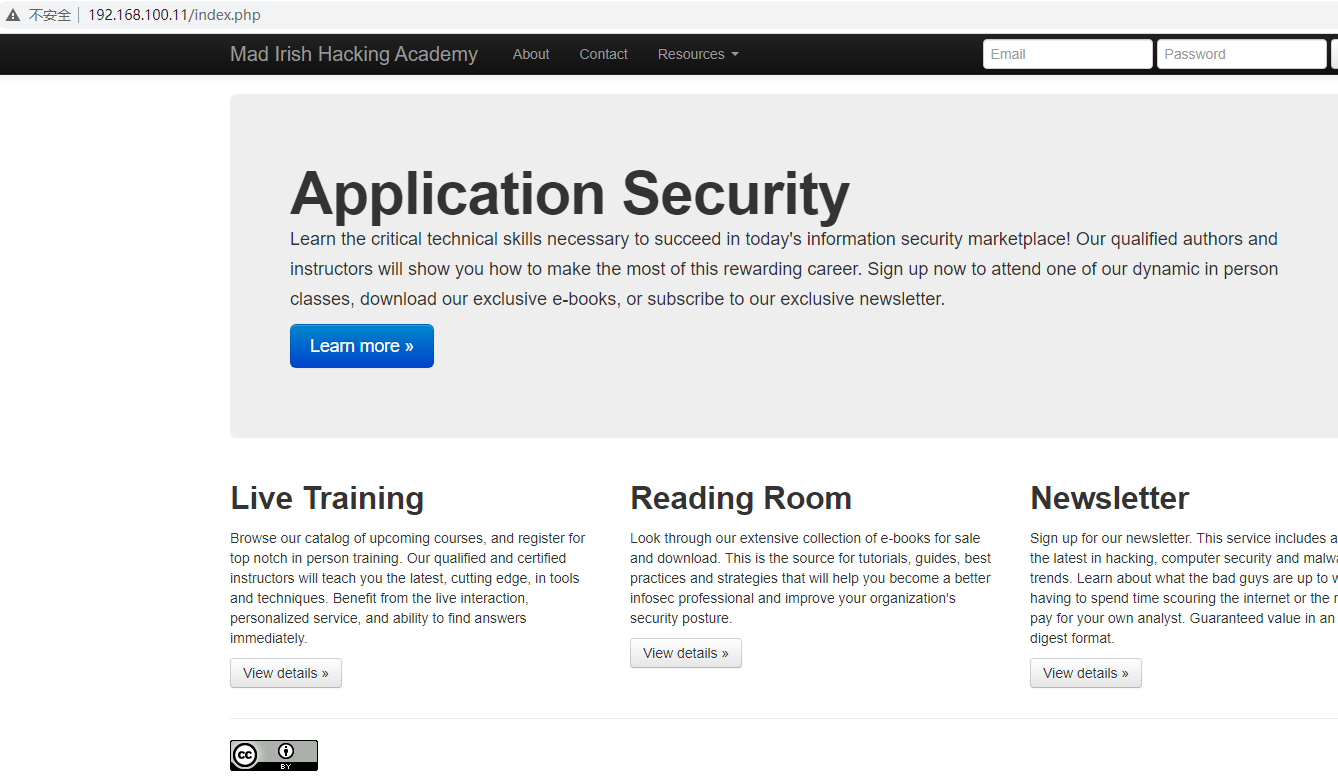 不安全 192.168.100.11/index.php
Mad Irish Hacking Academy About Contact Resources Email Password
Application Security
Learn the critical technical skills necessary to succeed in today's information security marketplace! Our qualified authors and
instructors will show you how to make the most of this rewarding career. Sign up now to attend one of our dynamic in person
classes, download our exclusive e-books, or subscribe to our exclusive newsletter.
Learn more »
Live Training
Browse our catalog of upcoming courses, and register for
top notch in person training. Our qualified and certified
instructors will teach you the latest, cutting edge, in tools
and techniques. Benefit from the live interaction,
personalized service, and ability to find answers
immediately.
View details »
Reading Room
Look through our extensive collection of e-books for sale
and download. This is the source for tutorials, guides, best
practices and strategies that will help you become a better
infosec professional and improve your organization's
security posture.
View details »
Newsletter
Sign up for our newsletter. This service includes a
the latest in hacking, computer security and
trends. Learn about what the bad guys are up to
having to spend time scouring the internet or the
pay for your own analyst. Guaranteed value in an
digest format.
View details »
cc BY